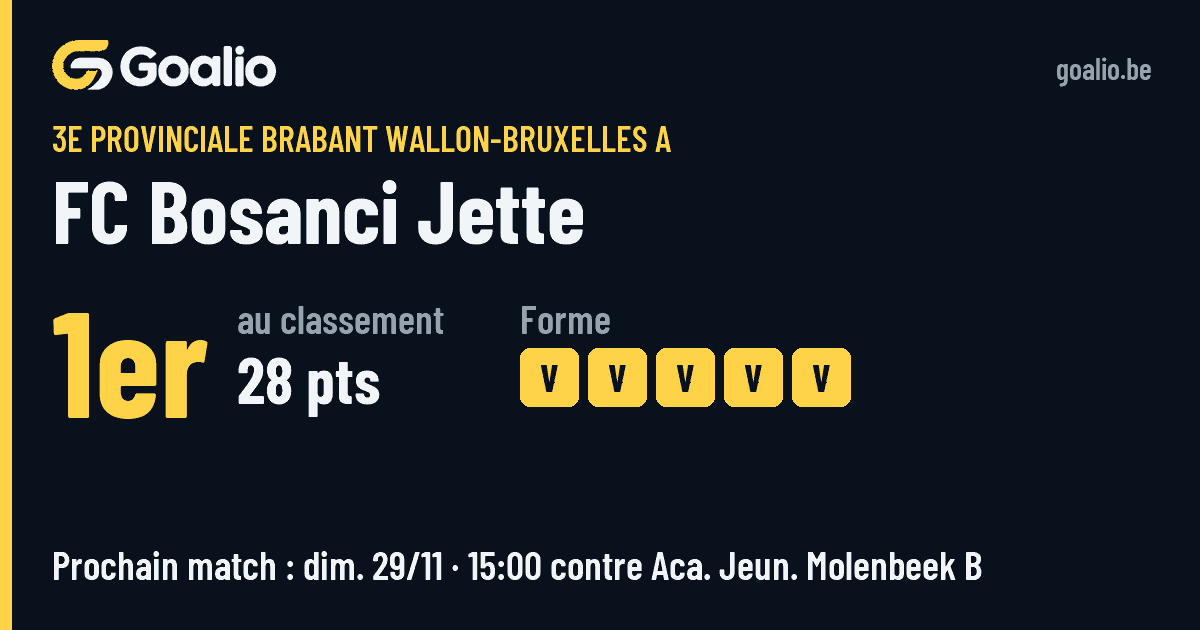 Goalio
goalio.be
3E PROVINCIALE BRABANT WALLON-BRUXELLES A
FC Bosanci Jette
1er
au classement
28 pts
Forme
V V V V V
Prochain match : dim. 29/11 · 15:00 contre Aca. Jeun. Molenbeek B